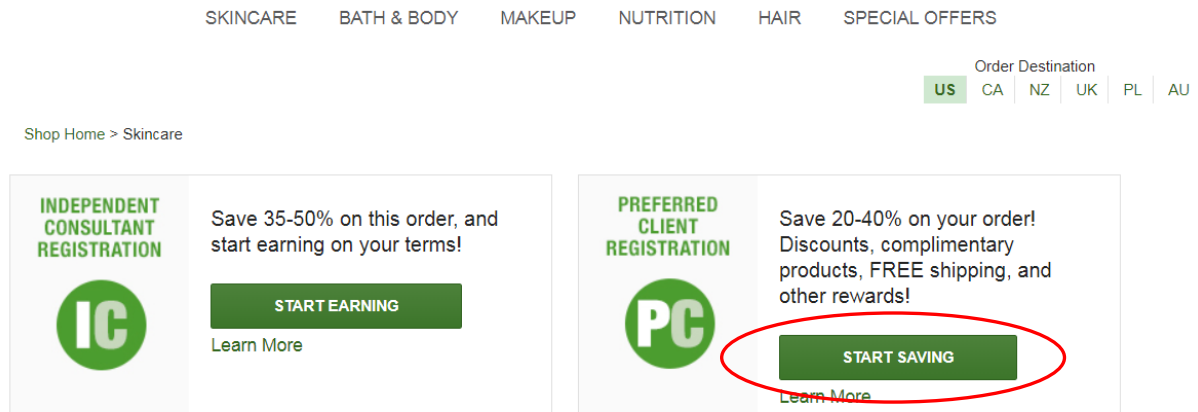 SKINCARE BATH & BODY MAKEUP NUTRITION HAIR SPECIAL OFFERS
Order Destination
US CA NZ UK PL AU
Shop Home > Skincare
INDEPENDENT
CONSULTANT
REGISTRATION
IC
Save 35-50% on this order, and
start earning on your terms!
START EARNING
Learn More
PREFERRED
CLIENT
REGISTRATION
PC
Save 20-40% on your order!
Discounts, complimentary
products, FREE shipping, and
other rewards!
START SAVING
Learn More